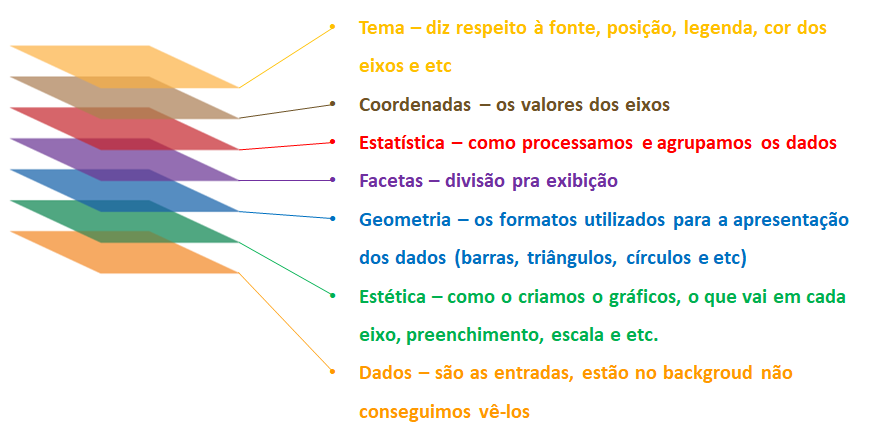 Tema – diz respeito à fonte, posição, legenda, cor dos
eixos e etc
Coordenadas – os valores dos eixos
Estatística – como processamos e agrupamos os dados
Facetas – divisão pra exibição
Geometria – os formatos utilizados para a apresentação
dos dados (barras, triângulos, círculos e etc)
Estética – como o criamos o gráficos, o que vai em cada
eixo, preenchimento, escala e etc.
Dados – são as entradas, estão no backgroud não
conseguimos vê-los